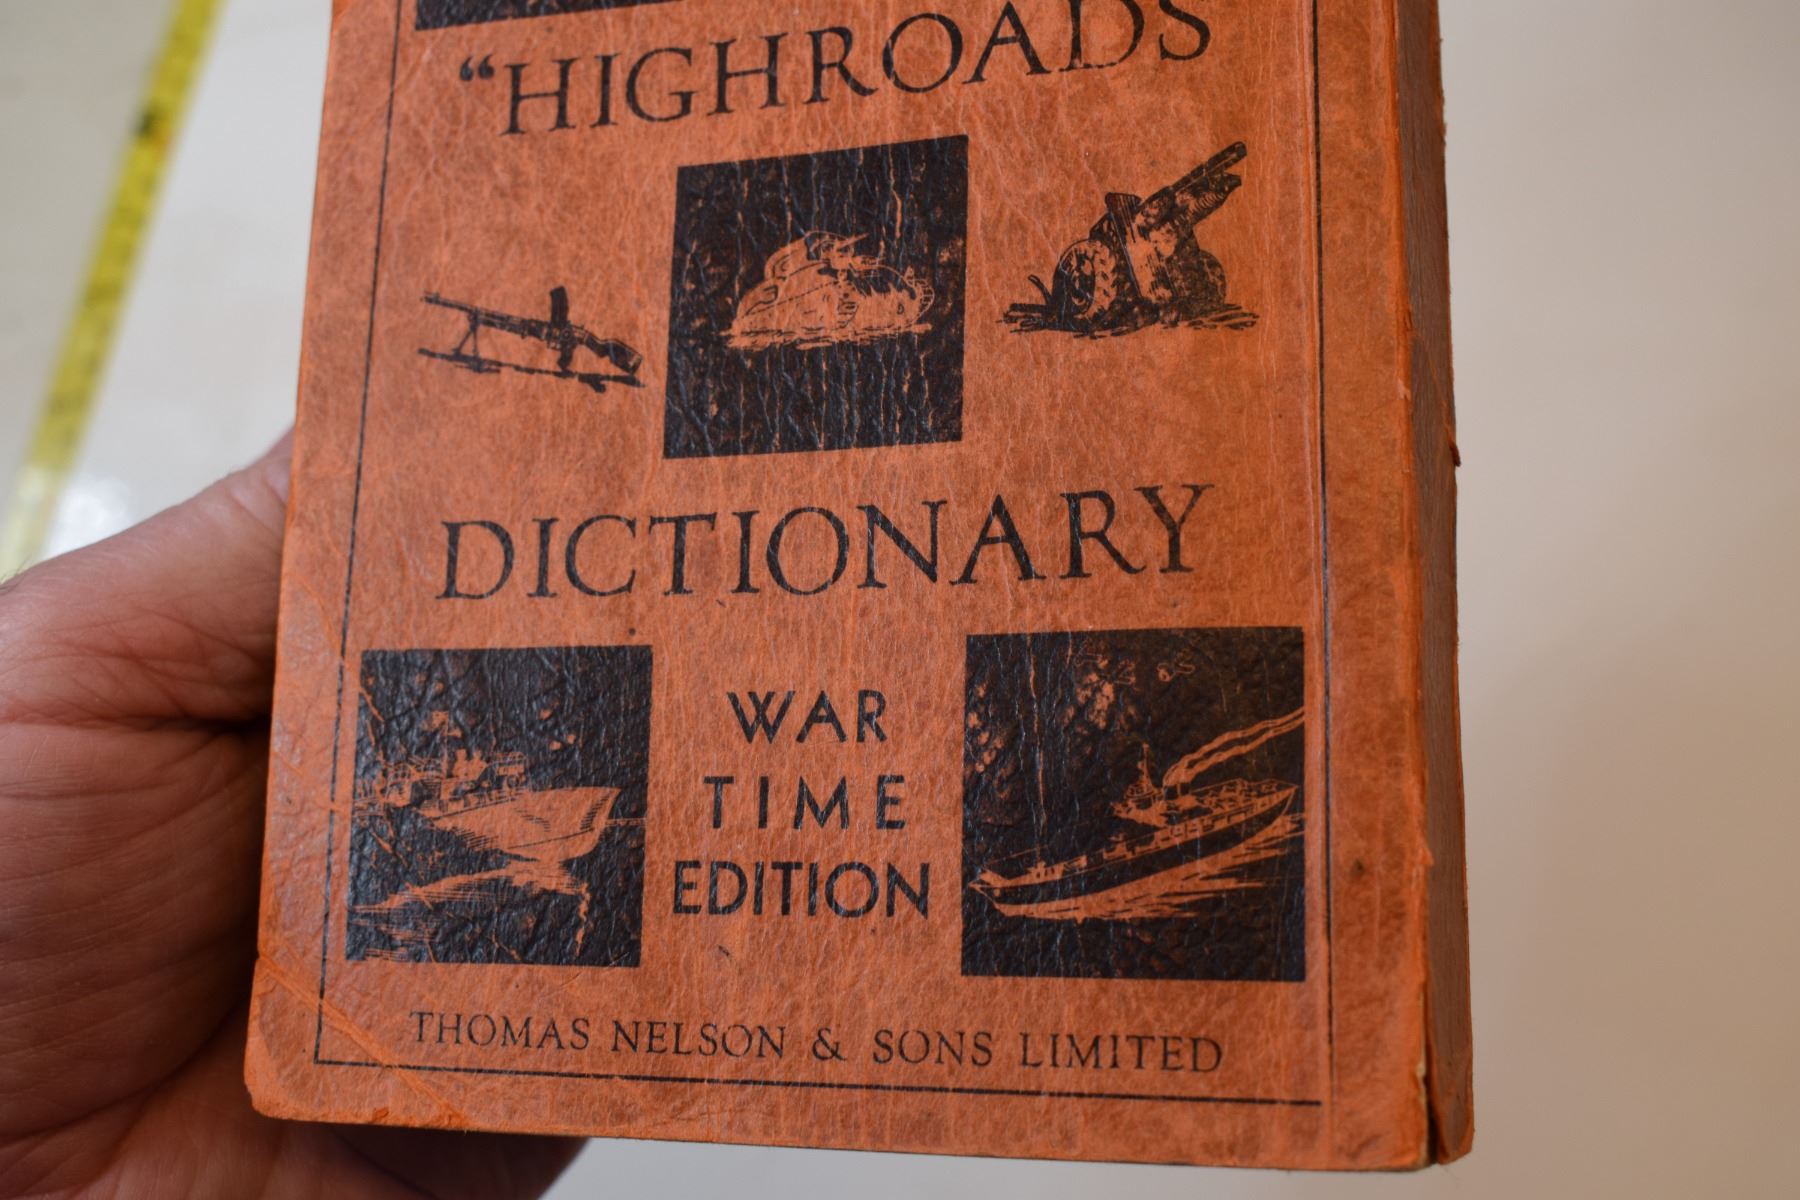 “HIGHROADS
DICTIONARY
WAR
TIME
EDITION
THOMAS NELSON & SONS LIMITED